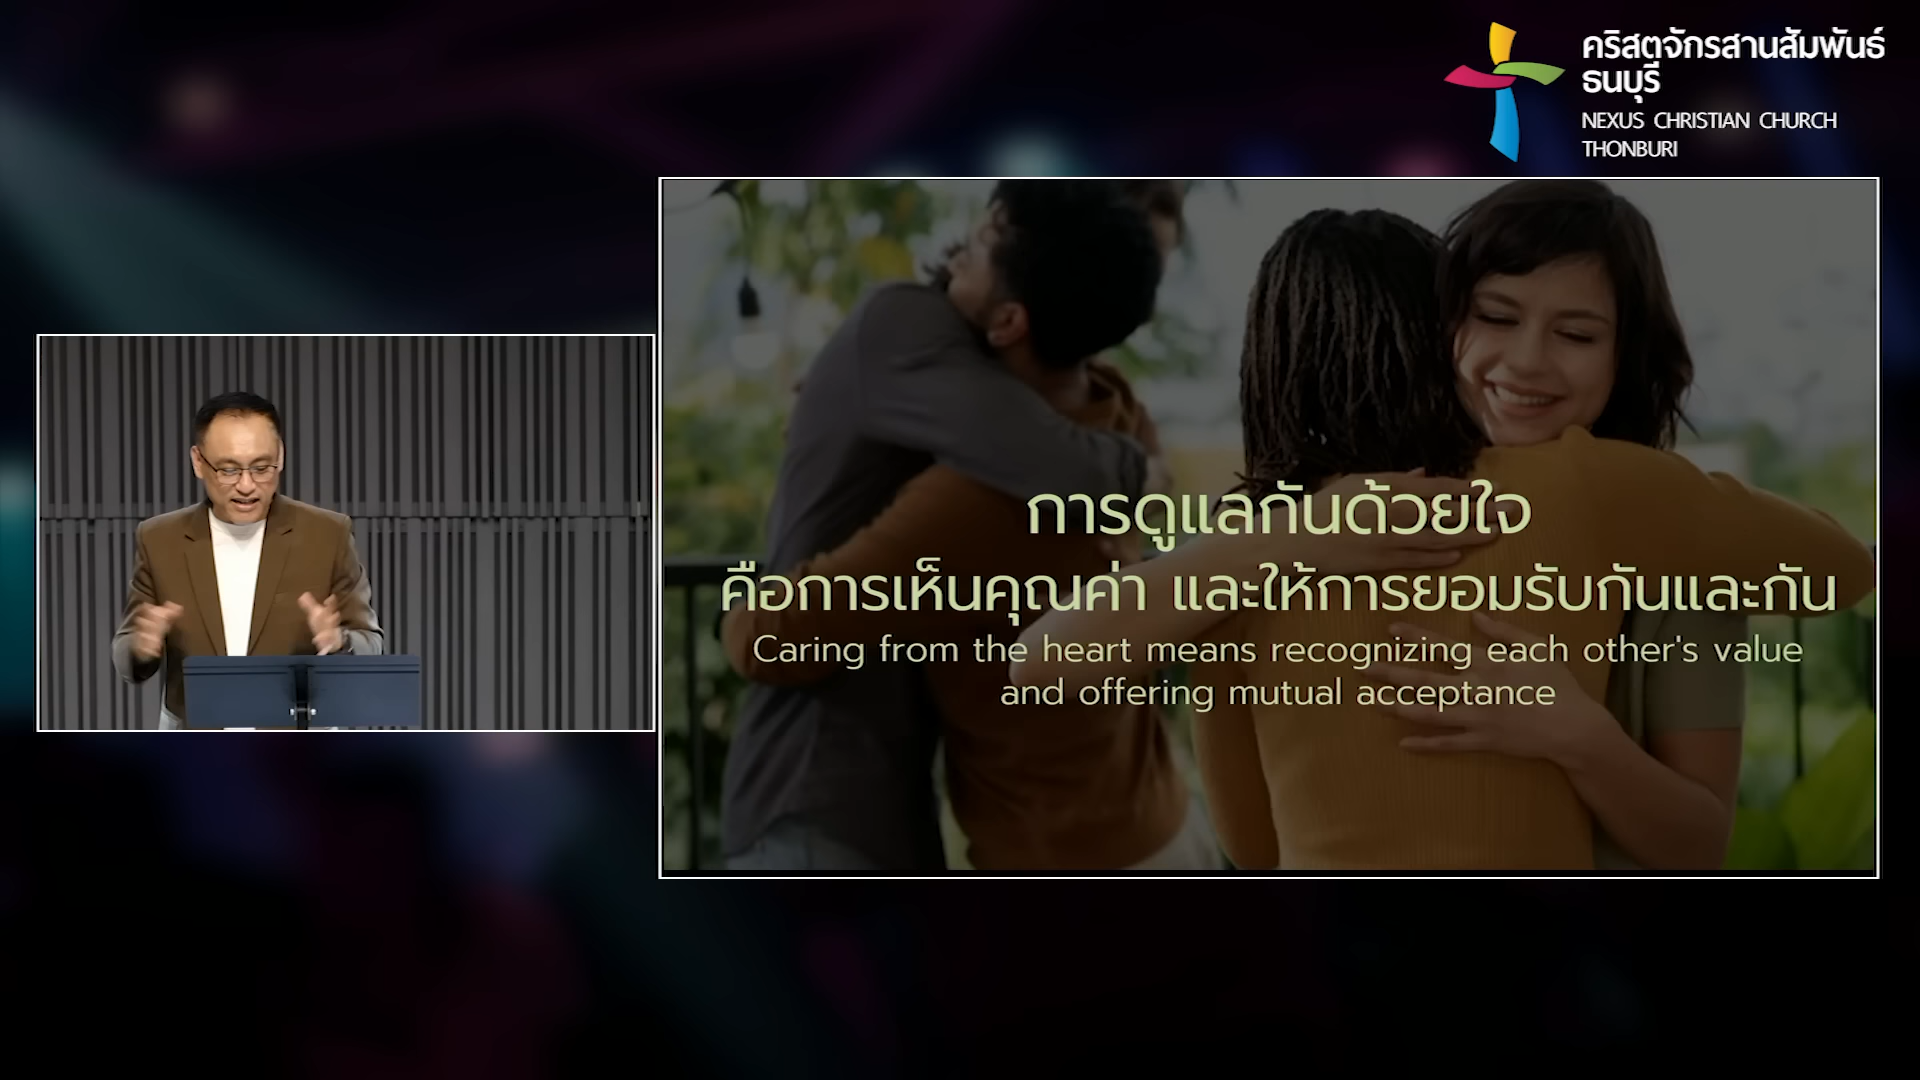 คริสตจักรสานสัมพันธ์
ธนบุรี
NEXUS CHRISTIAN CHURCH
THONBURI
การดูแลกันด้วยใจ
คือการเห็นคุณค่า และให้การยอมรับกันและกัน
Caring from the heart means recognizing each other's value
and offering mutual acceptance